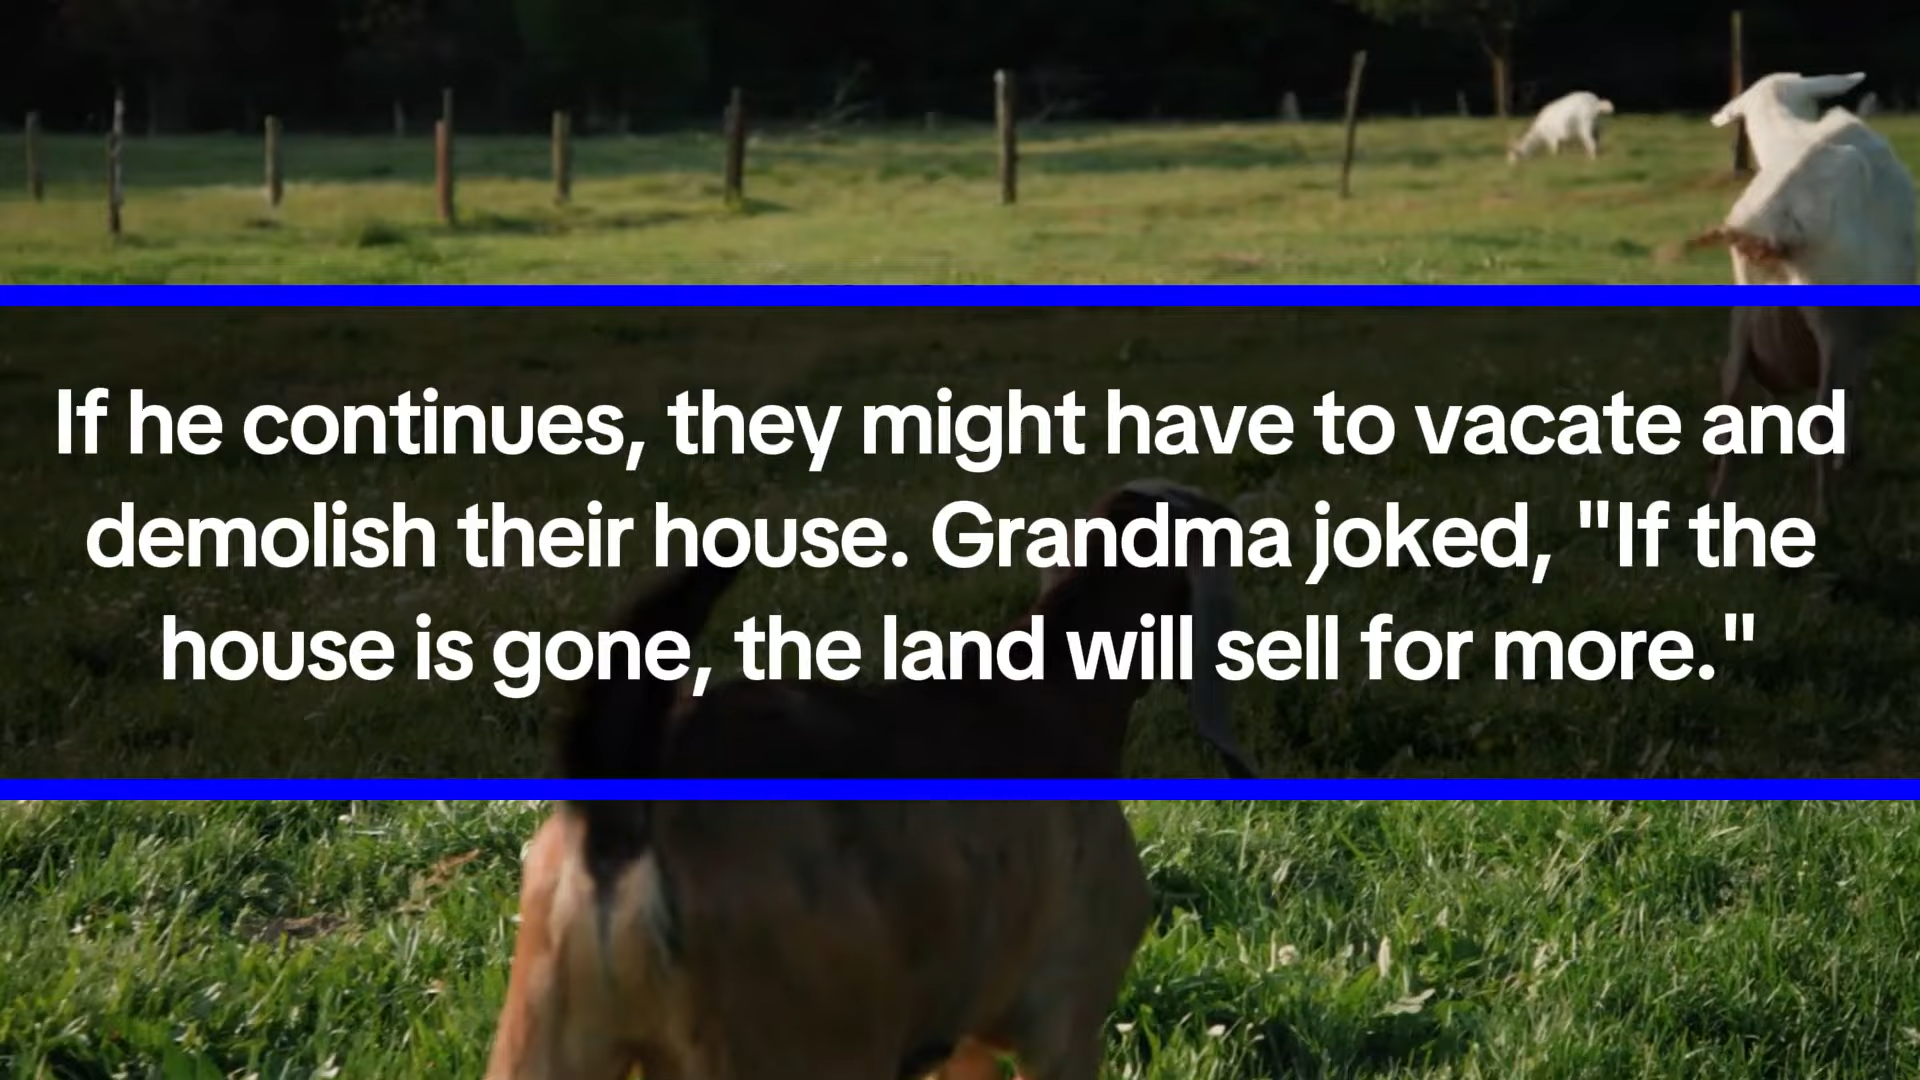 If he continues, they might have to vacate and
demolish their house. Grandma joked, "If the
house is gone, the land will sell for more."